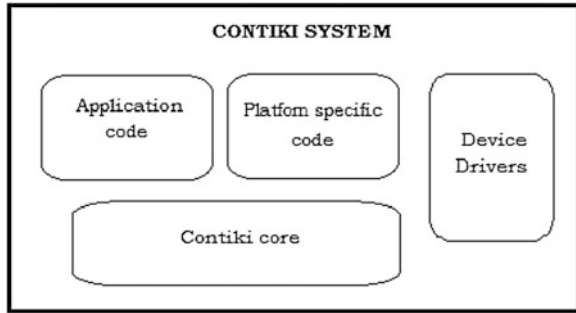 CONTIKI SYSTEM
Application
code
Platfom specific
code
Device
Drivers
Contiki core